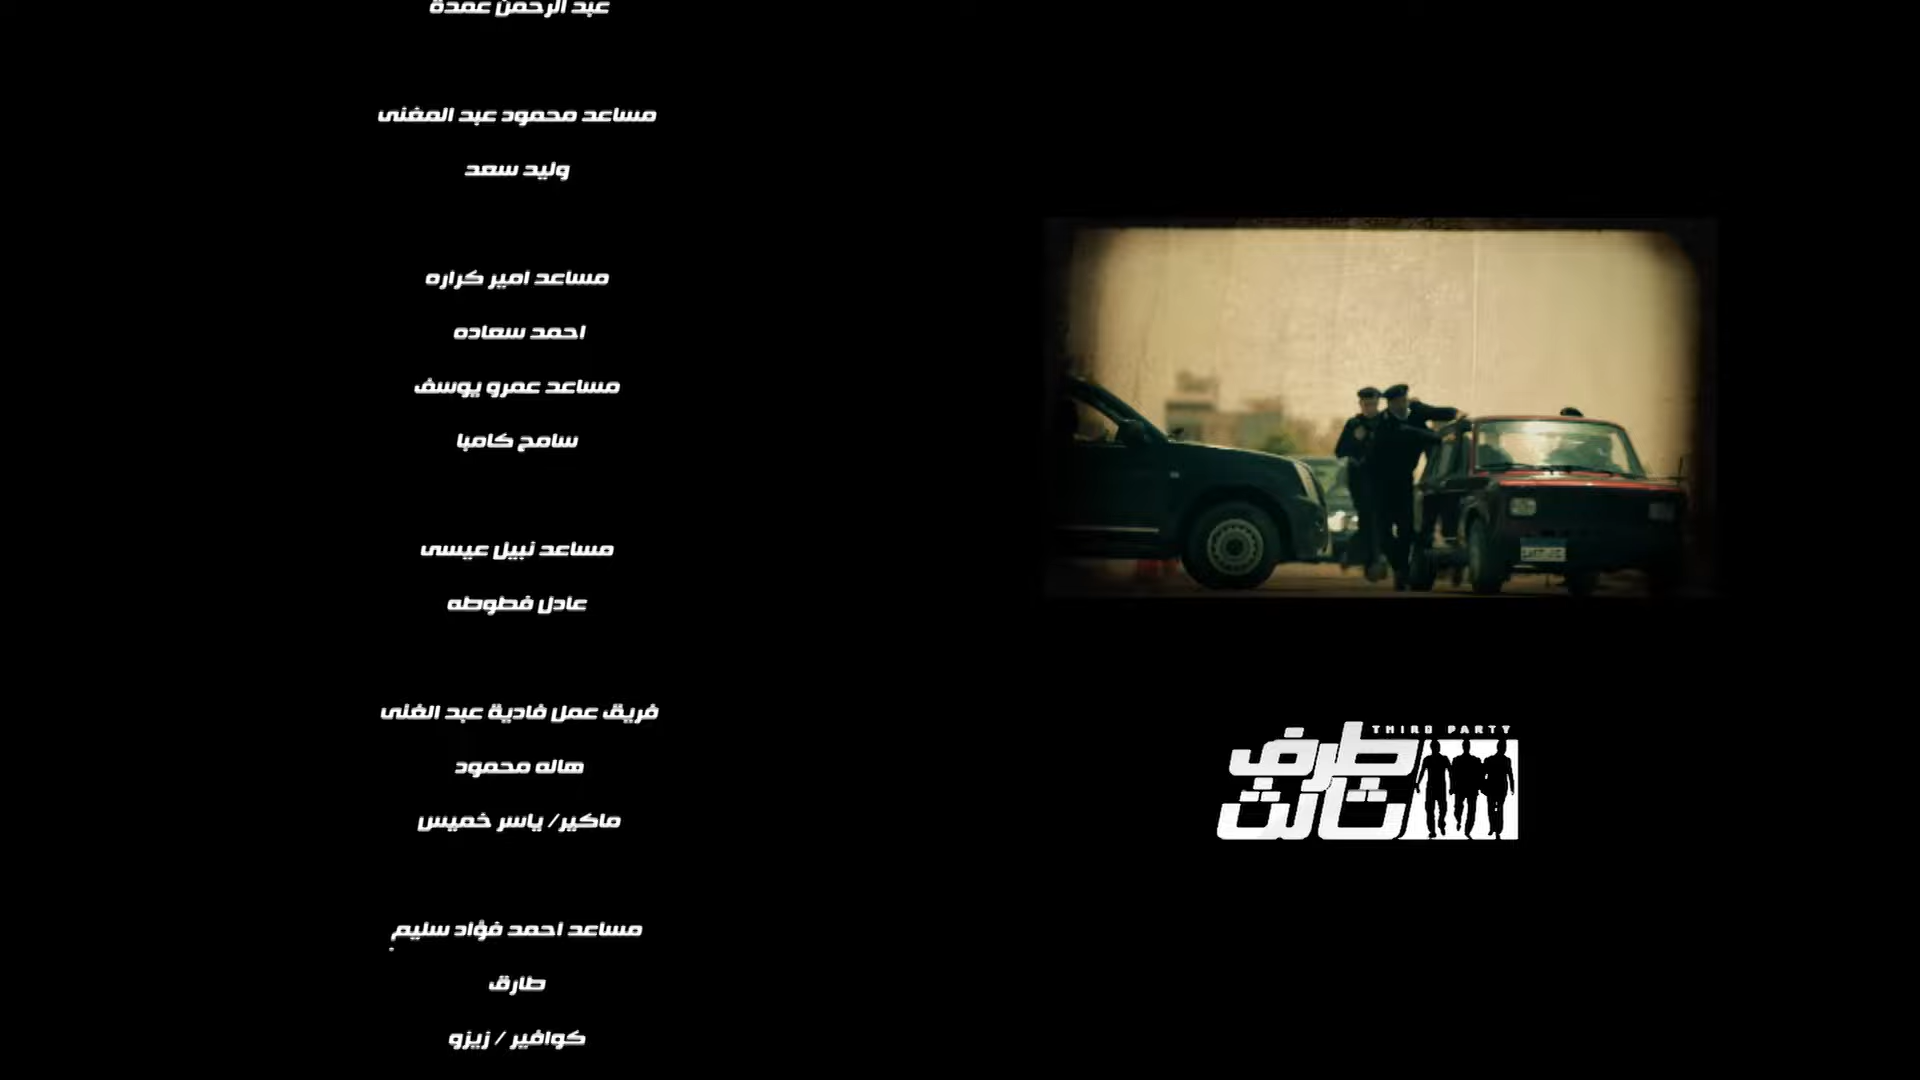 عبد الرحمن عمدة
مساعد محمود عبد المغنى
وليد سعد
مساعد امير كراره
احمد سعاده
مساعد عمرو يوسف
سامح كامبا
مساعد نبيل عيسى
عادل فطوطه
فريق عمل فادية عبد الغنى
هاله محمود
ماكير/ ياسر خميس
مساعد احمد فؤاد سليم
طارق
كوافير / زيزو
THIRD PARTY
طرف
ثالث